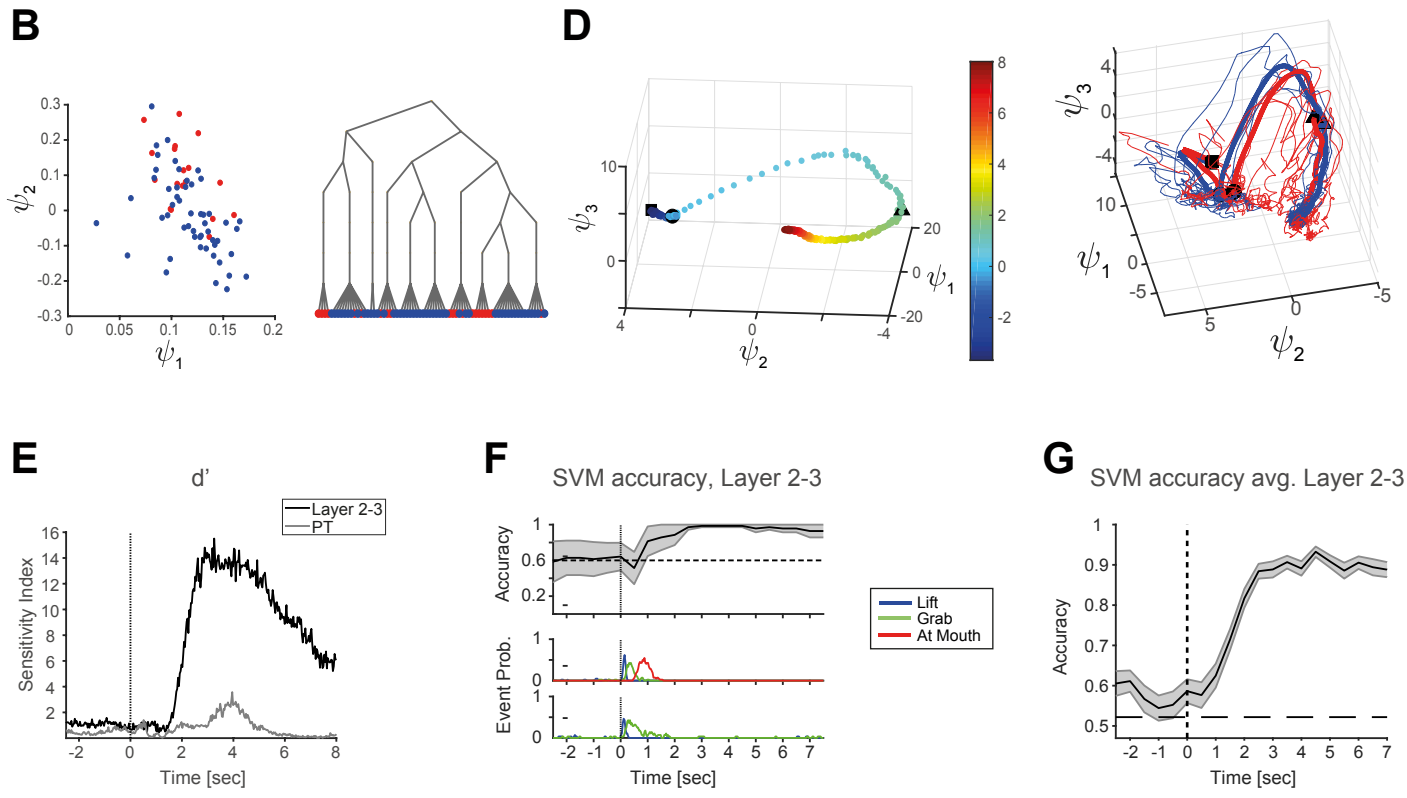 B
0.3
0.2
0.1
0
-0.1
-0.2
-0.3
ψ2
0
0.05
0.1
0.15
0.2
ψ1
D
10
0
ψ3
4
0
-4
ψ2
20
0
-20
ψ1
8
6
4
2
0
-2
4
0
-4
ψ3
10
0
-5
ψ1
5
0
-5
ψ2
E
d'
Layer 2-3
PT
16
14
12
10
8
6
4
2
Sensitivity Index
-2 0 2 4 6 8
Time [sec]
F
SVM accuracy, Layer 2-3
1
0.6
0.2
Accuracy
1
0
1
0
Event Prob.
-2 -1 0 1 2 3 4 5 6 7
Time [sec]
Lift
Grab
At Mouth
G
SVM accuracy avg. Layer 2-3
1
0.9
0.8
0.7
0.6
0.5
Accuracy
-2 -1 0 1 2 3 4 5 6 7
Time [sec]